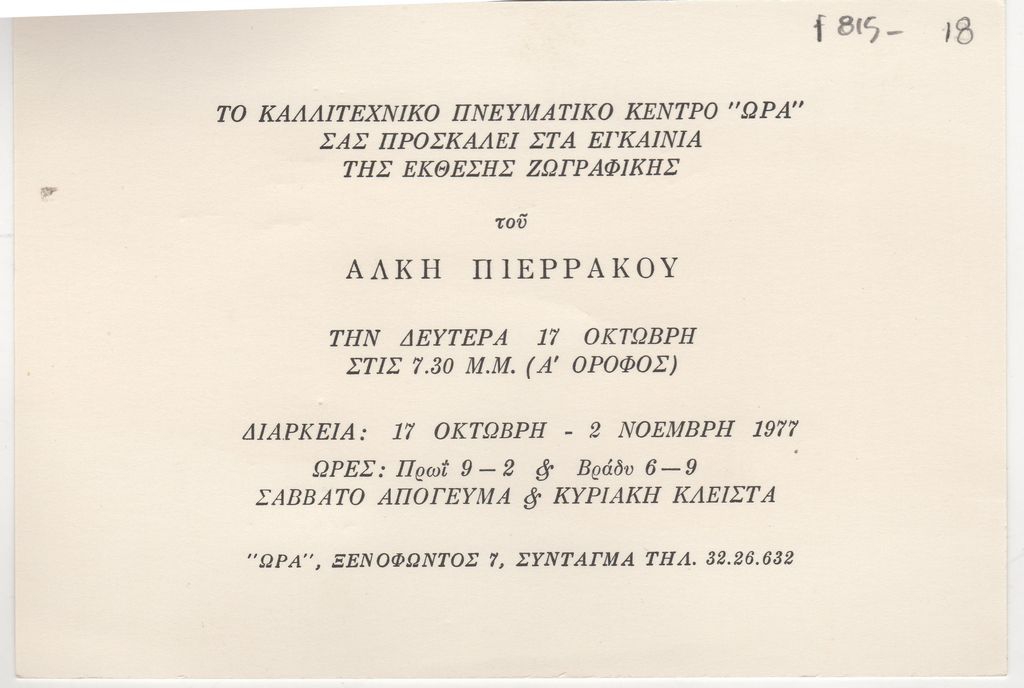 f 815- 18
ΤΟ ΚΑΛΛΙΤΕΧΝΙΚΟ ΠΝΕΥΜΑΤΙΚΟ ΚΕΝΤΡΟ "ΩΡΑ"
ΣΑΣ ΠΡΟΣΚΑΛΕΙ ΣΤΑ ΕΓΚΑΙΝΙΑ
ΤΗΣ ΕΚΘΕΣΗΣ ΖΩΓΡΑΦΙΚΗΣ
τοῦ
ΑΛΚΗ ΠΙΕΡΡΑΚΟΥ
ΤΗΝ ΔΕΥΤΕΡΑ 17 ΟΚΤΩΒΡΗ
ΣΤΙΣ 7.30 Μ.Μ. (Α' ΟΡΟΦΟΣ)
ΔΙΑΡΚΕΙΑ: 17 ΟΚΤΩΒΡΗ - 2 ΝΟΕΜΒΡΗ 1977
ΩΡΕΣ: Πρωΐ 9 — 2 & Βράδυ 6 — 9
ΣΑΒΒΑΤΟ ΑΠΟΓΕΥΜΑ & ΚΥΡΙΑΚΗ ΚΛΕΙΣΤΑ
"ΩΡΑ", ΞΕΝΟΦΩΝΤΟΣ 7, ΣΥΝΤΑΓΜΑ ΤΗΛ. 32.26.632